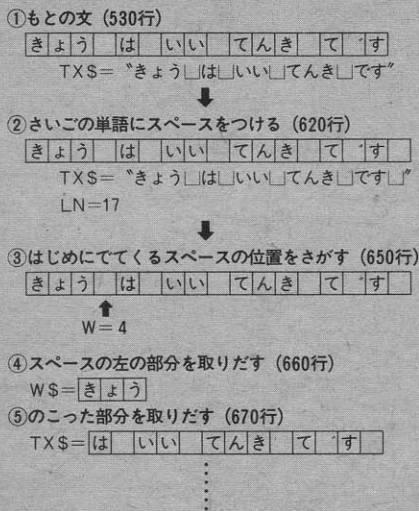 ①もとの文 (530行)
きょう は いい てんき て゛す
TX$=〝きょう␣は␣いい␣てんき␣です〟
②さいごの単語にスペースをつける (620行)
きょう は いい てんき て゛す
TX$=〝きょう␣は␣いい␣てんき␣です␣〟
LN=17
③はじめにでてくるスペースの位置をさがす (650行)
きょう は いい てんき て゛す
W=4
④スペースの左の部分を取りだす (660行)
W$=きょう
⑤のこった部分を取りだす (670行)
TX$=は いい てんき て゛す